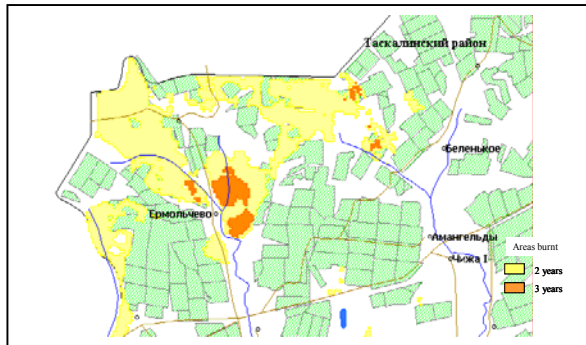 Таскалинский район
Беленькое
Ермольчево
Амангельды
Чижа I
Areas burnt
2 years
3 years